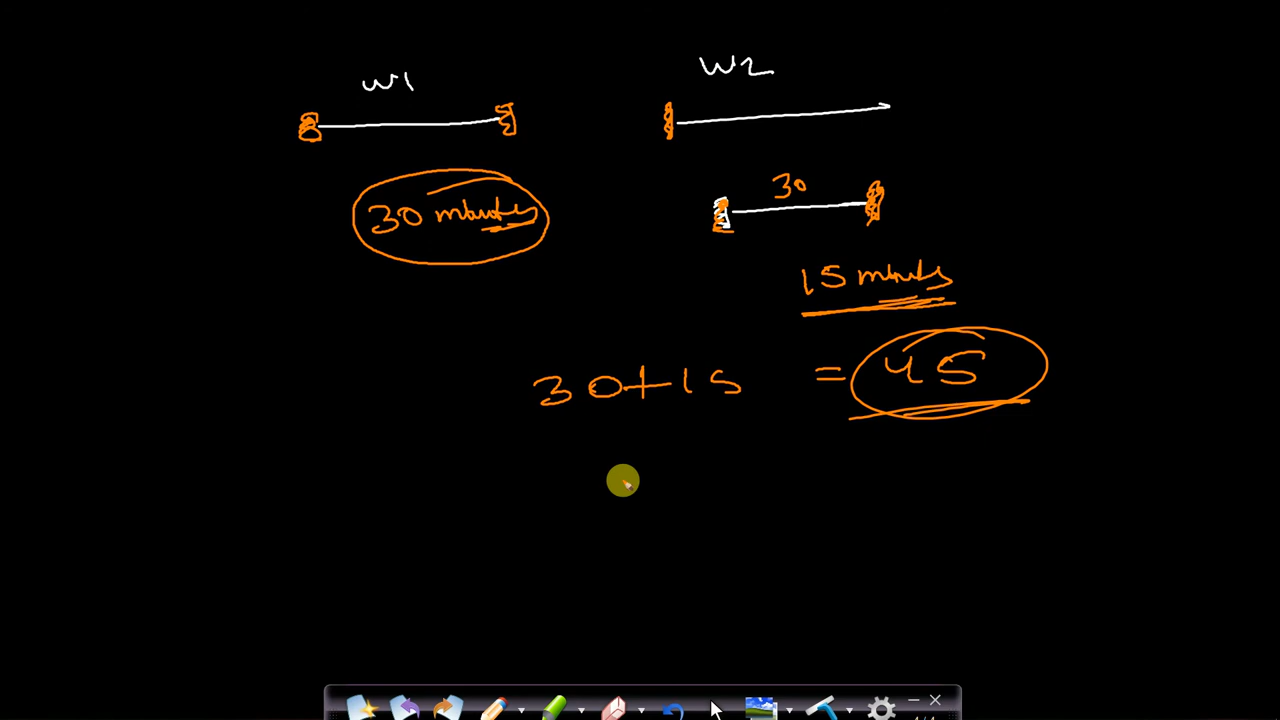 W1
W2
30 minutes
30
15 minutes
30+15 = 45